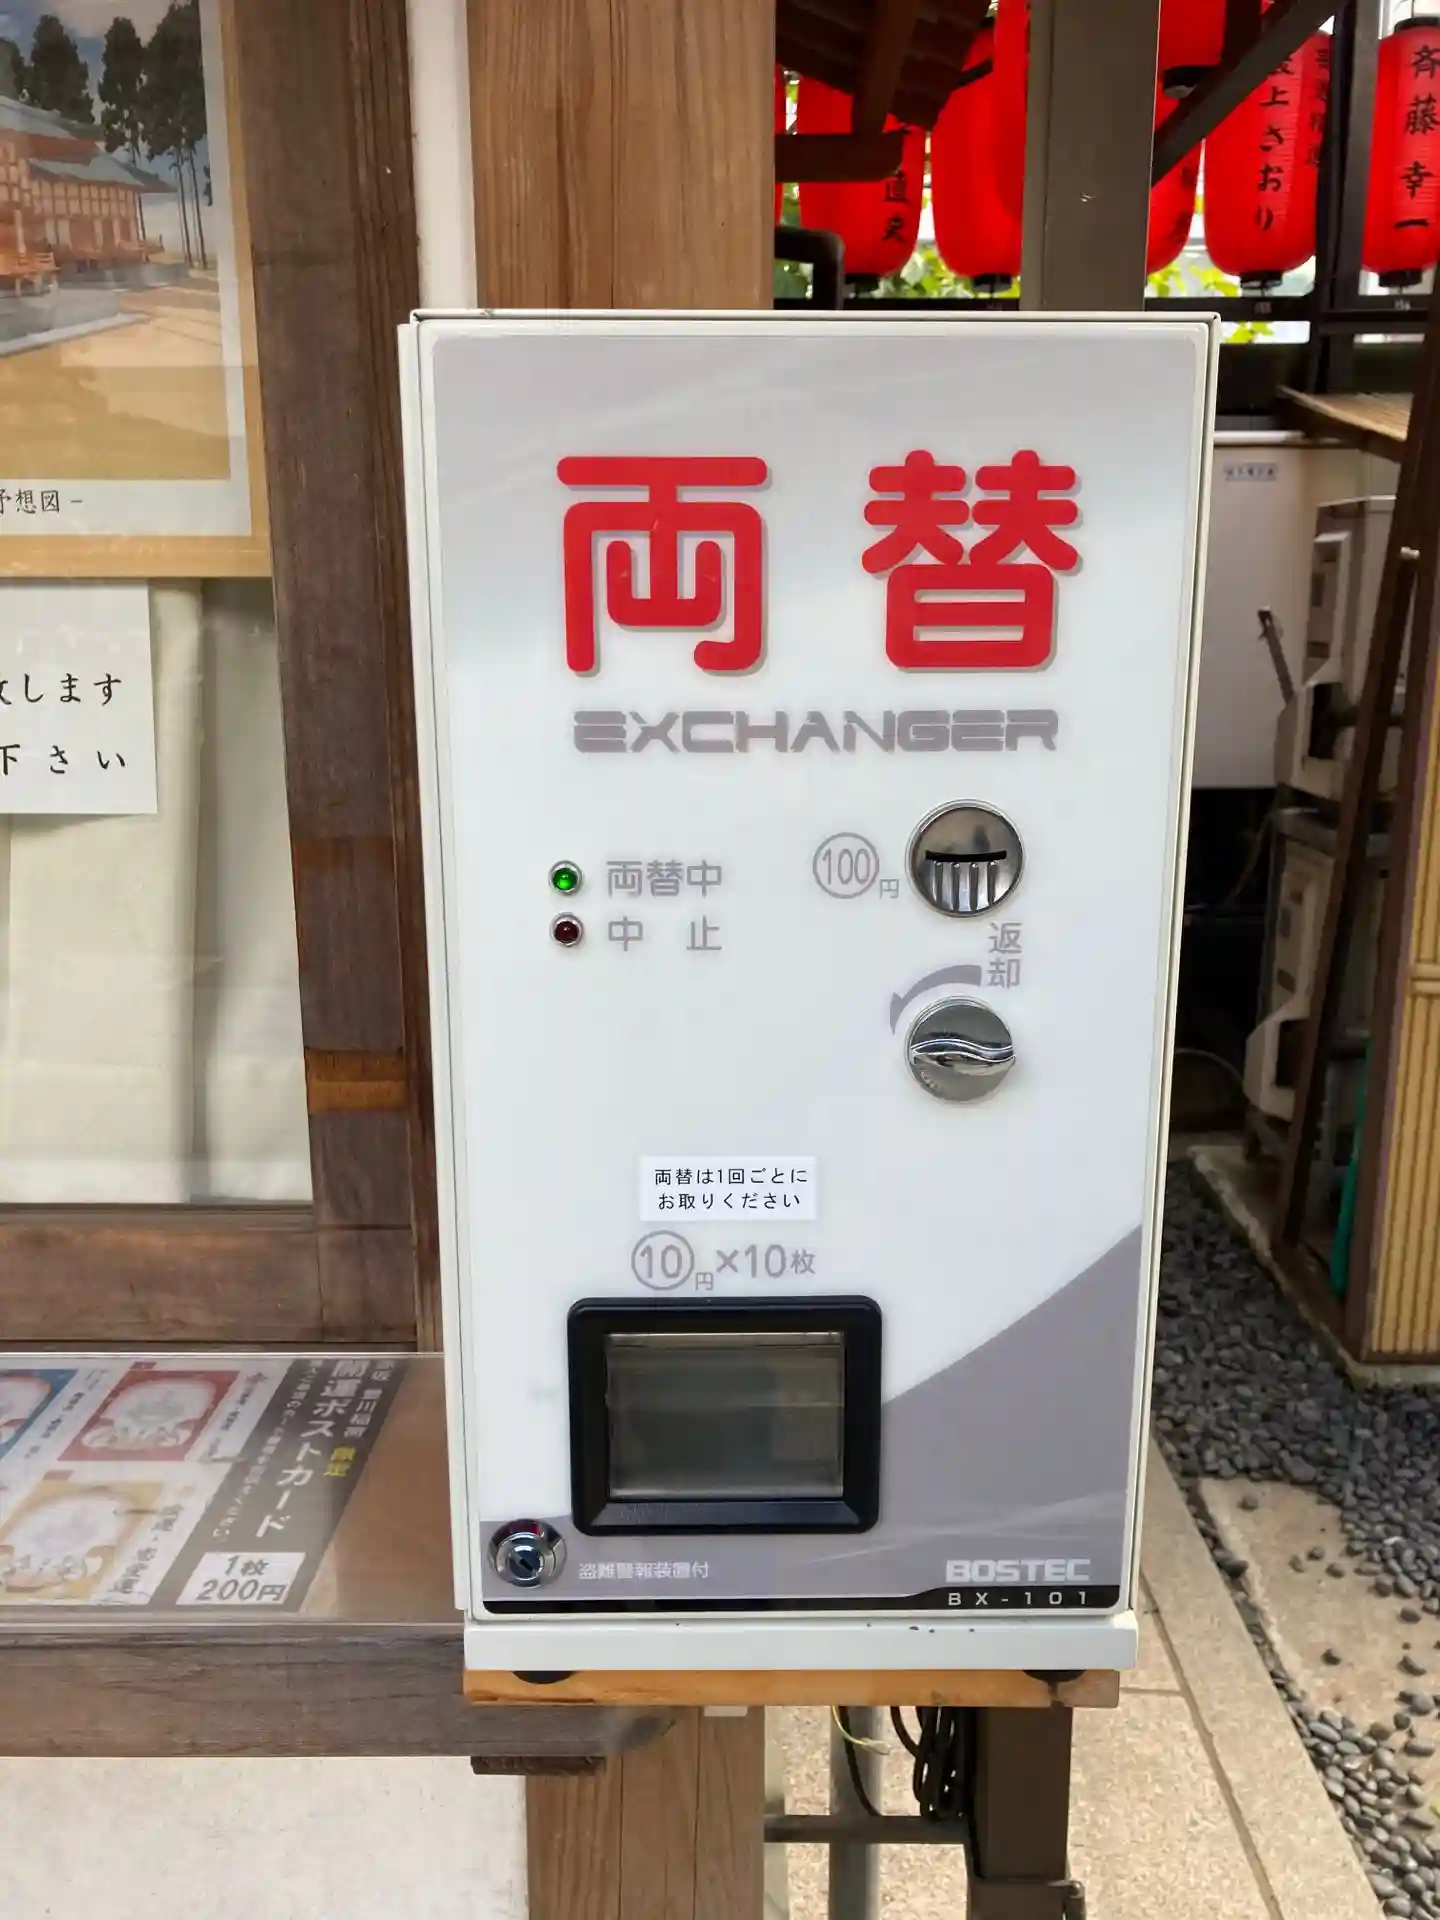 両替
EXCHANGER
両替中
中 止
100円
返却
両替は1回ごとに
お取りください
10円×10枚
盗難警報装置付
BOSTEC
BX-101
予想図 −
します
下さい
開運ポストカード
限定
1枚
200円
上さおり
斉藤幸一